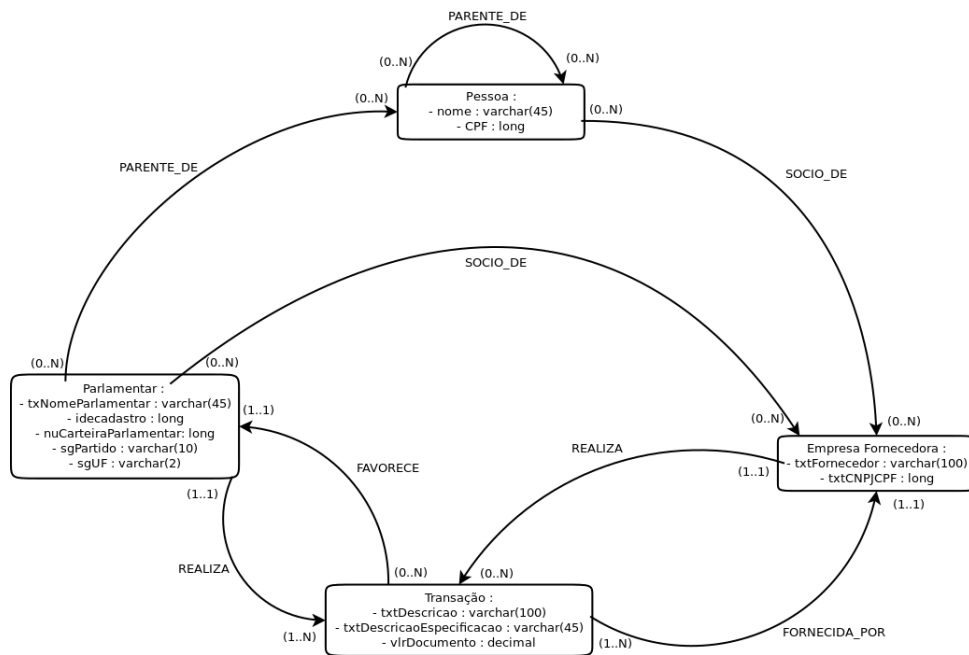 PARENTE_DE
(0..N)
(0..N)
Pessoa :
- nome : varchar(45)
- CPF : long
(0..N)
(0..N)
PARENTE_DE
SOCIO_DE
SOCIO_DE
(0..N)
(0..N)
Parlamentar :
- txNomeParlamentar : varchar(45)
- idecadastro : long
- nuCarteiraParlamentar: long
- sgPartido : varchar(10)
- sgUF : varchar(2)
(1..1)
(0..N)
(0..N)
Empresa Fornecedora :
- txtFornecedor : varchar(100)
- txtCNPJCPF : long
REALIZA
(1..1)
FAVORECE
(1..1)
(1..1)
REALIZA
(0..N)
(0..N)
Transação :
- txtDescricao : varchar(100)
- txtDescricaoEspecificacao : varchar(45)
- vlrDocumento : decimal
(1..N)
(1..N)
FORNECIDA_POR